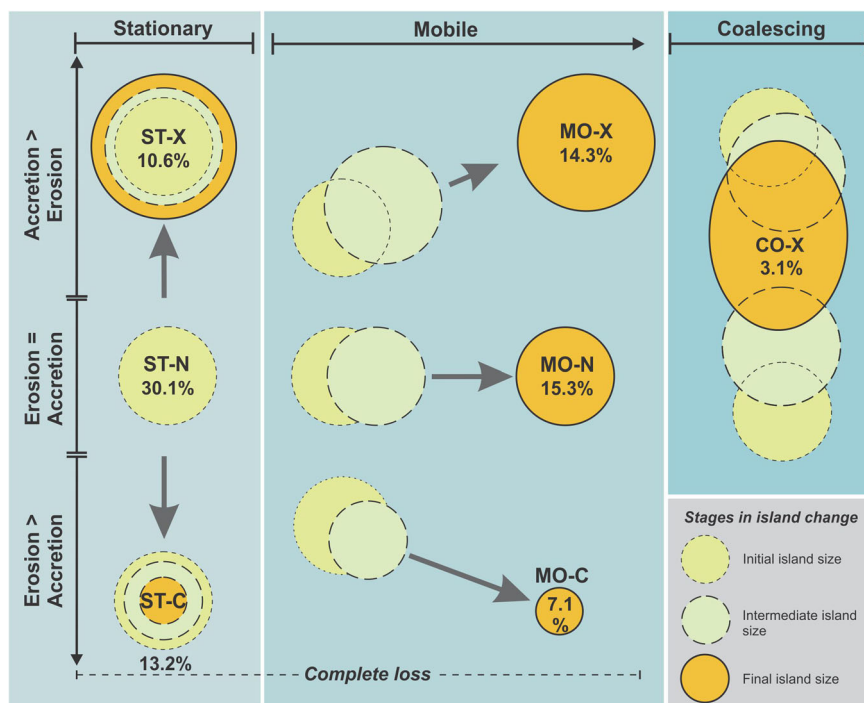 Stationary
Mobile
Coalescing
Accretion >
Erosion
Erosion =
Accretion
Erosion >
Accretion
ST-X
10.6%
MO-X
14.3%
CO-X
3.1%
ST-N
30.1%
MO-N
15.3%
ST-C
13.2%
MO-C
7.1
%
Complete loss
Stages in island change
Initial island size
Intermediate island
size
Final island size